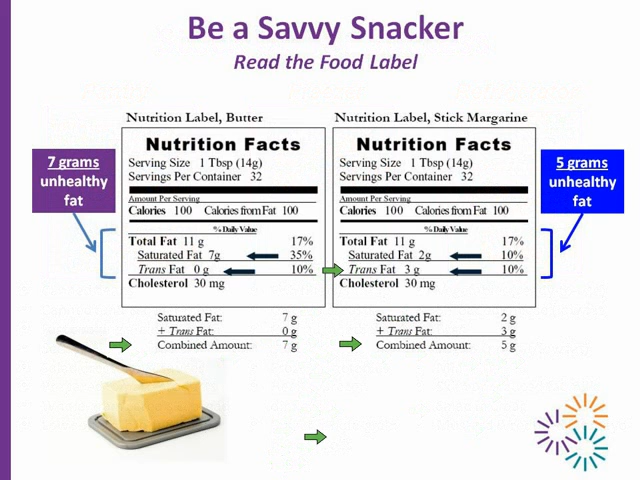 Be a Savvy Snacker
Read the Food Label
Nutrition Label, Butter
Nutrition Facts
Serving Size 1 Tbsp (14g)
Servings Per Container 32
Amount Per Serving
Calories 100 Calories from Fat 100
% Daily Value
Total Fat 11 g 17%
Saturated Fat 7g 35%
Trans Fat 0 g 10%
Cholesterol 30 mg
Saturated Fat: 7 g
+ Trans Fat: 0 g
Combined Amount: 7 g
7 grams
unhealthy
fat
Nutrition Label, Stick Margarine
Nutrition Facts
Serving Size 1 Tbsp (14g)
Servings Per Container 32
Amount Per Serving
Calories 100 Calories from Fat 100
% Daily Value
Total Fat 11 g 17%
Saturated Fat 2g 10%
Trans Fat 3 g 10%
Cholesterol 30 mg
Saturated Fat: 2 g
+ Trans Fat: 3 g
Combined Amount: 5 g
5 grams
unhealthy
fat